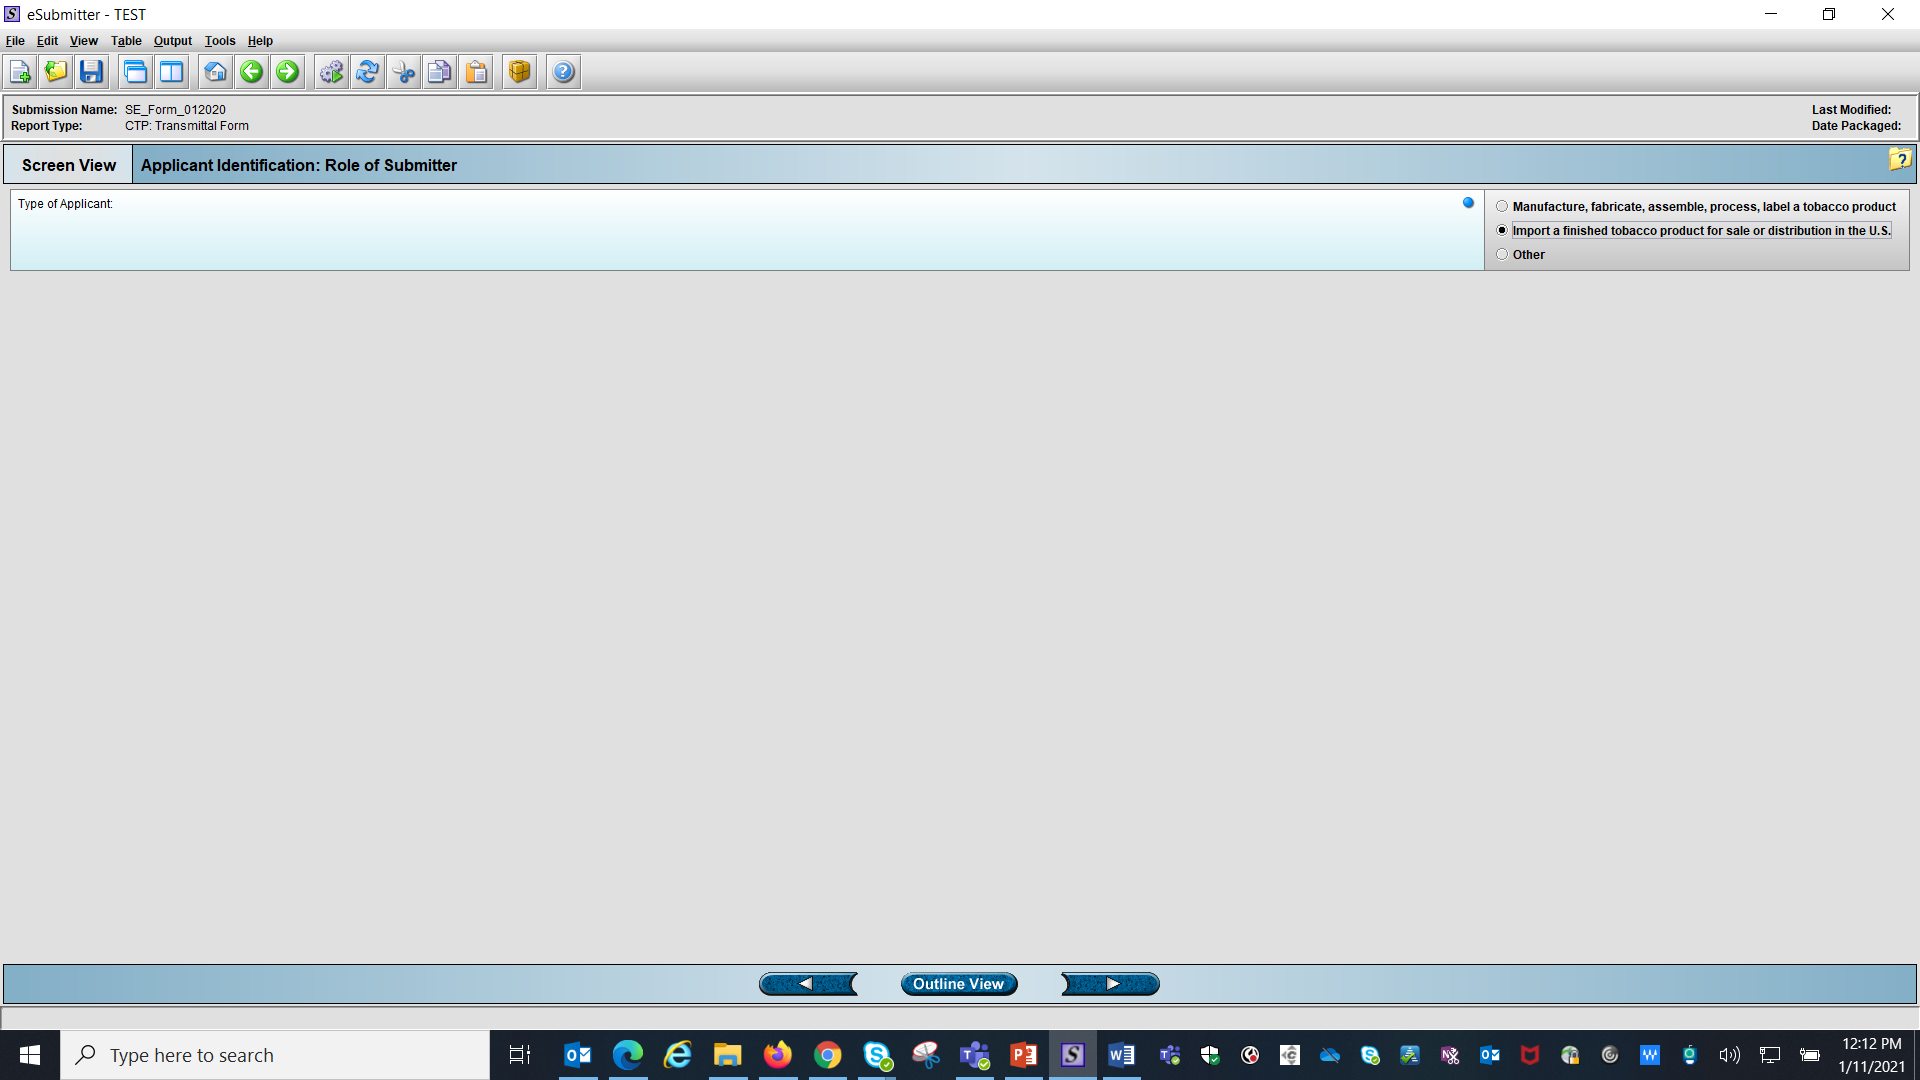 eSubmitter - TEST
File Edit View Table Output Tools Help
Submission Name: SE_Form_012020
Last Modified:
Report Type: CTP: Transmittal Form
Date Packaged:
Screen View
Applicant Identification: Role of Submitter
Type of Applicant:
Manufacture, fabricate, assemble, process, label a tobacco product
Import a finished tobacco product for sale or distribution in the U.S.
Other
Outline View
Type here to search
12:12 PM
1/11/2021